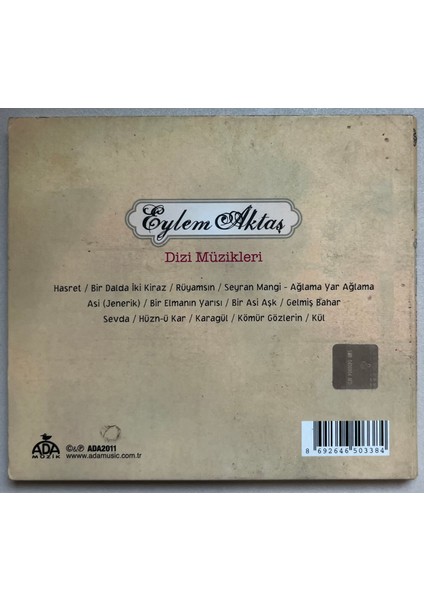 Eylem Aktaş
Dizi Müzikleri
Hasret / Bir Dalda İki Kiraz / Rüyamsın / Seyran Mangi - Ağlama Yar Ağlama
Asi (Jenerik) / Bir Elmanın Yarısı / Bir Asi Aşk / Gelmiş Bahar
Sevda / Hüzn-ü Kar / Karagül / Kömür Gözlerin / Kül
ADA
MÜZİK
©&℗ ADA2011
www.adamusic.com.tr
8 692646 503384